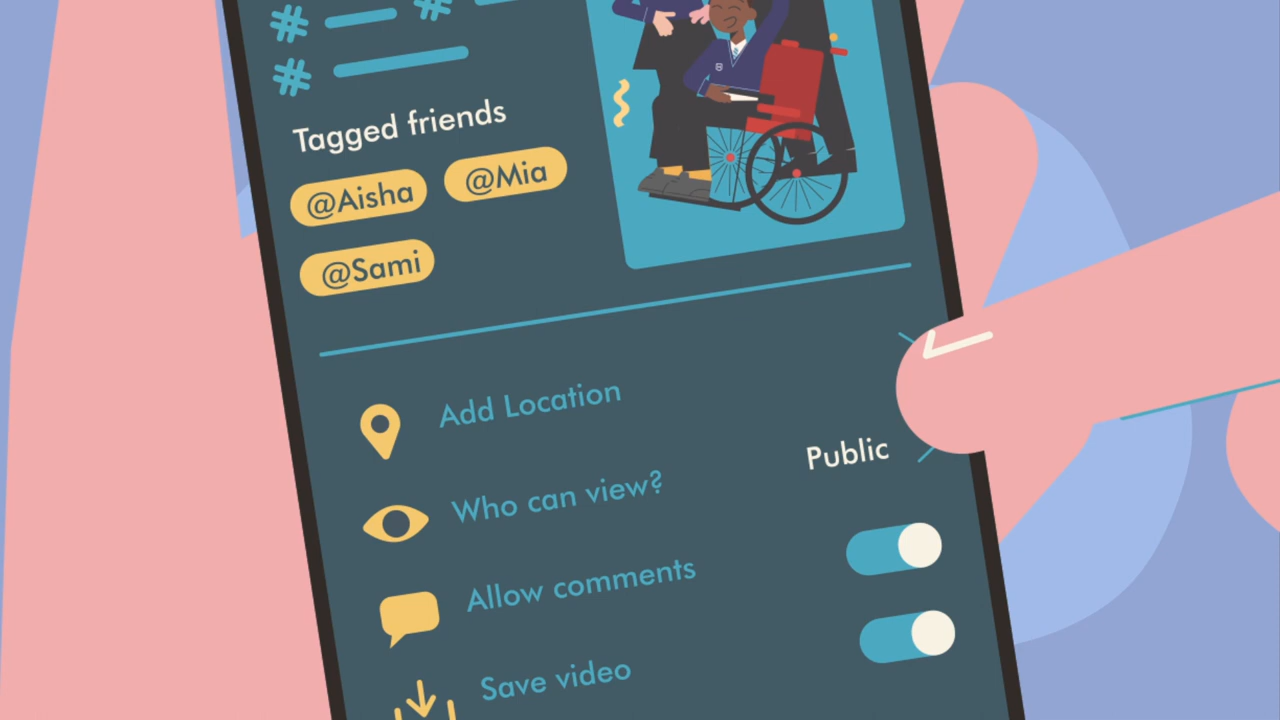 # #
#
Tagged friends
@Aisha @Mia
@Sami
Add Location
Who can view? Public
Allow comments
Save video